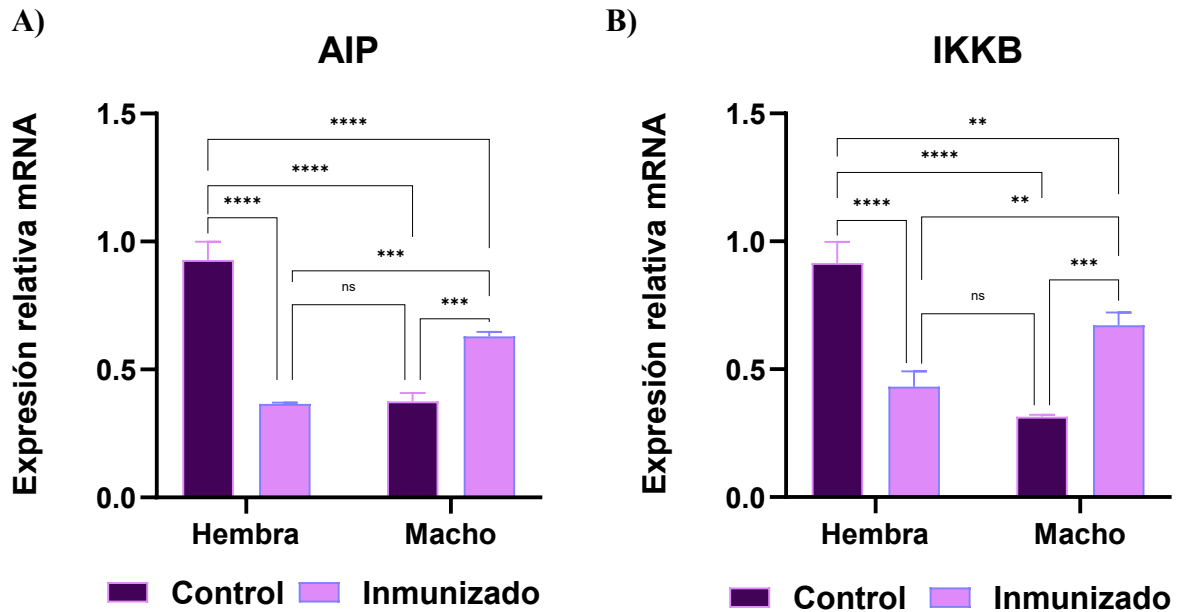 A)
AIP
Expresión relativa mRNA
1.5
1.0
0.5
0.0
****
****
****
***
ns
***
Hembra
Macho
Control
Inmunizado
B)
IKKB
Expresión relativa mRNA
1.5
1.0
0.5
0.0
**
****
****
**
***
ns
Hembra
Macho
Control
Inmunizado